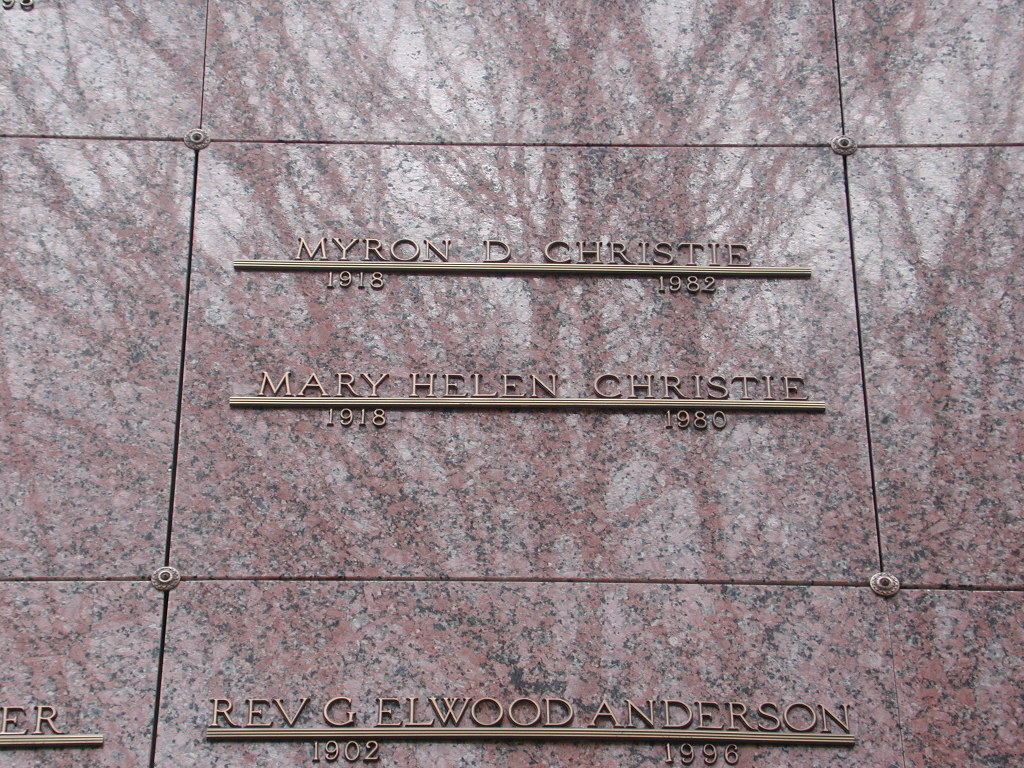 MYRON D CHRISTIE
1918 1982
MARY HELEN CHRISTIE
1918 1980
ER
REV G ELWOOD ANDERSON
1902 1996